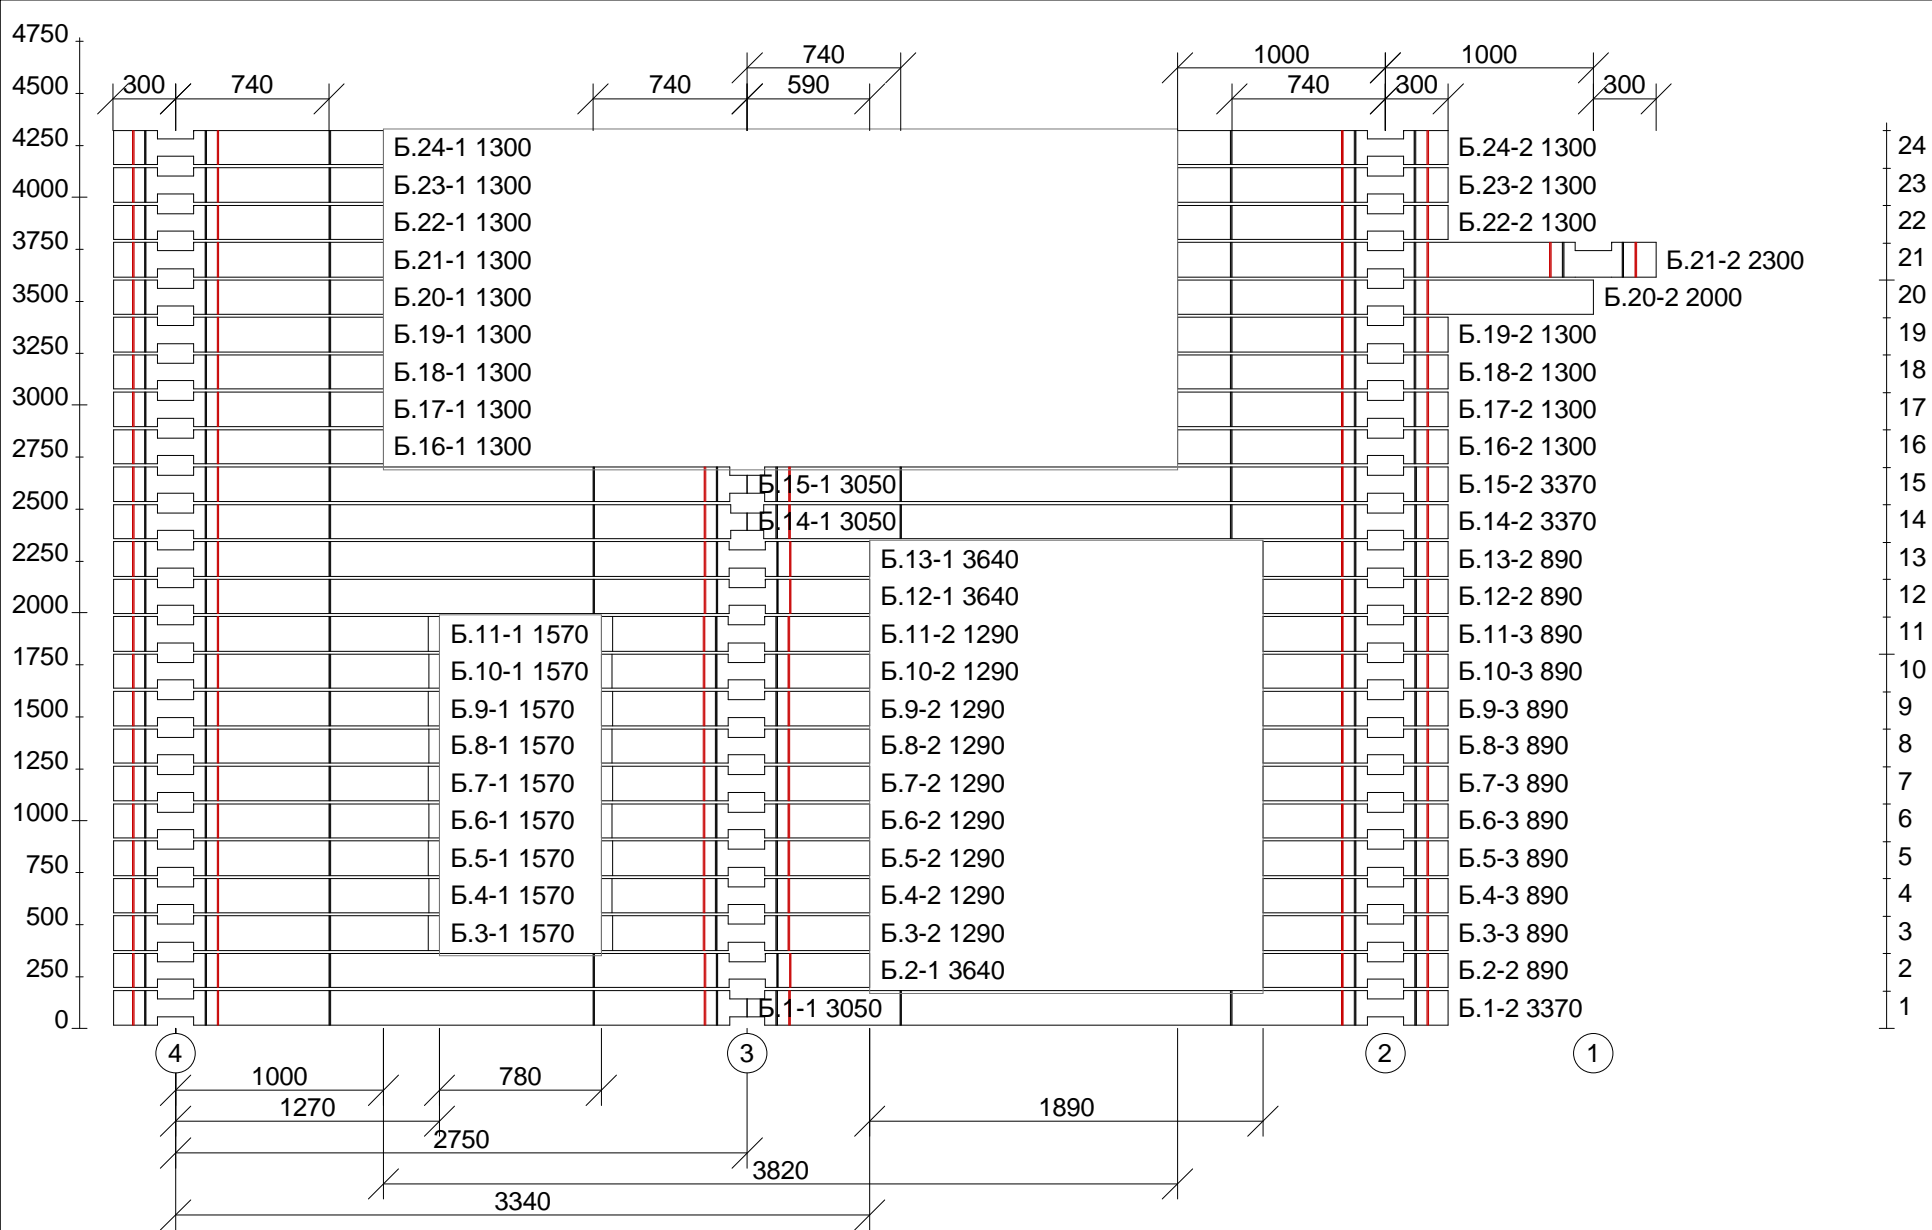 4750
740 1000 1000
4500 300 740 740 590 740 300 300
4250 Б.24-1 1300 Б.24-2 1300 24
Б.23-1 1300 Б.23-2 1300 23
4000 Б.22-1 1300 Б.22-2 1300 22
3750 Б.21-1 1300 Б.21-2 2300 21
3500 Б.20-1 1300 Б.20-2 2000 20
Б.19-1 1300 Б.19-2 1300 19
3250 Б.18-1 1300 Б.18-2 1300 18
3000 Б.17-1 1300 Б.17-2 1300 17
2750 Б.16-1 1300 Б.16-2 1300 16
Б.15-1 3050 Б.15-2 3370 15
2500 Б.14-1 3050 Б.14-2 3370 14
2250 Б.13-1 3640 Б.13-2 890 13
2000 Б.12-1 3640 Б.12-2 890 12
Б.11-1 1570 Б.11-2 1290 Б.11-3 890 11
1750 Б.10-1 1570 Б.10-2 1290 Б.10-3 890 10
1500 Б.9-1 1570 Б.9-2 1290 Б.9-3 890 9
1250 Б.8-1 1570 Б.8-2 1290 Б.8-3 890 8
Б.7-1 1570 Б.7-2 1290 Б.7-3 890 7
1000 Б.6-1 1570 Б.6-2 1290 Б.6-3 890 6
750 Б.5-1 1570 Б.5-2 1290 Б.5-3 890 5
Б.4-1 1570 Б.4-2 1290 Б.4-3 890 4
500 Б.3-1 1570 Б.3-2 1290 Б.3-3 890 3
250 Б.2-1 3640 Б.2-2 890 2
0 Б.1-1 3050 Б.1-2 3370 1
4 3 2 1
1000 780
1270 1890
2750
3820
3340